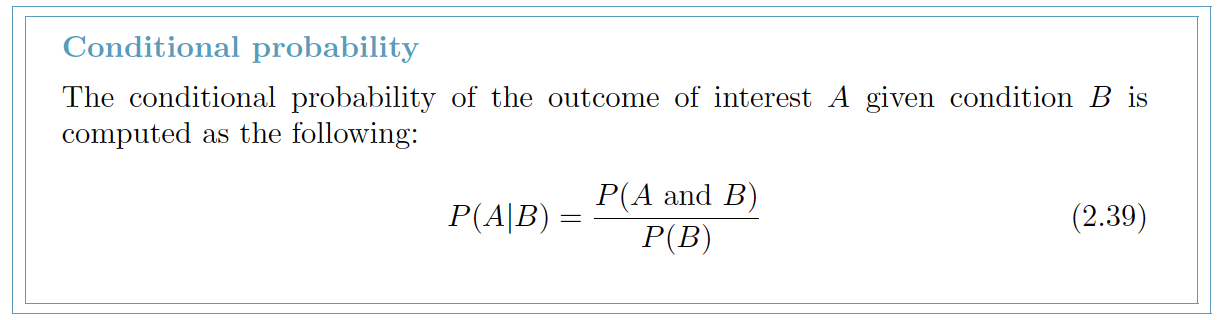 Conditional probability
The conditional probability of the outcome of interest A given condition B is
computed as the following:
P(A|B) = P(A and B) / P(B) (2.39)